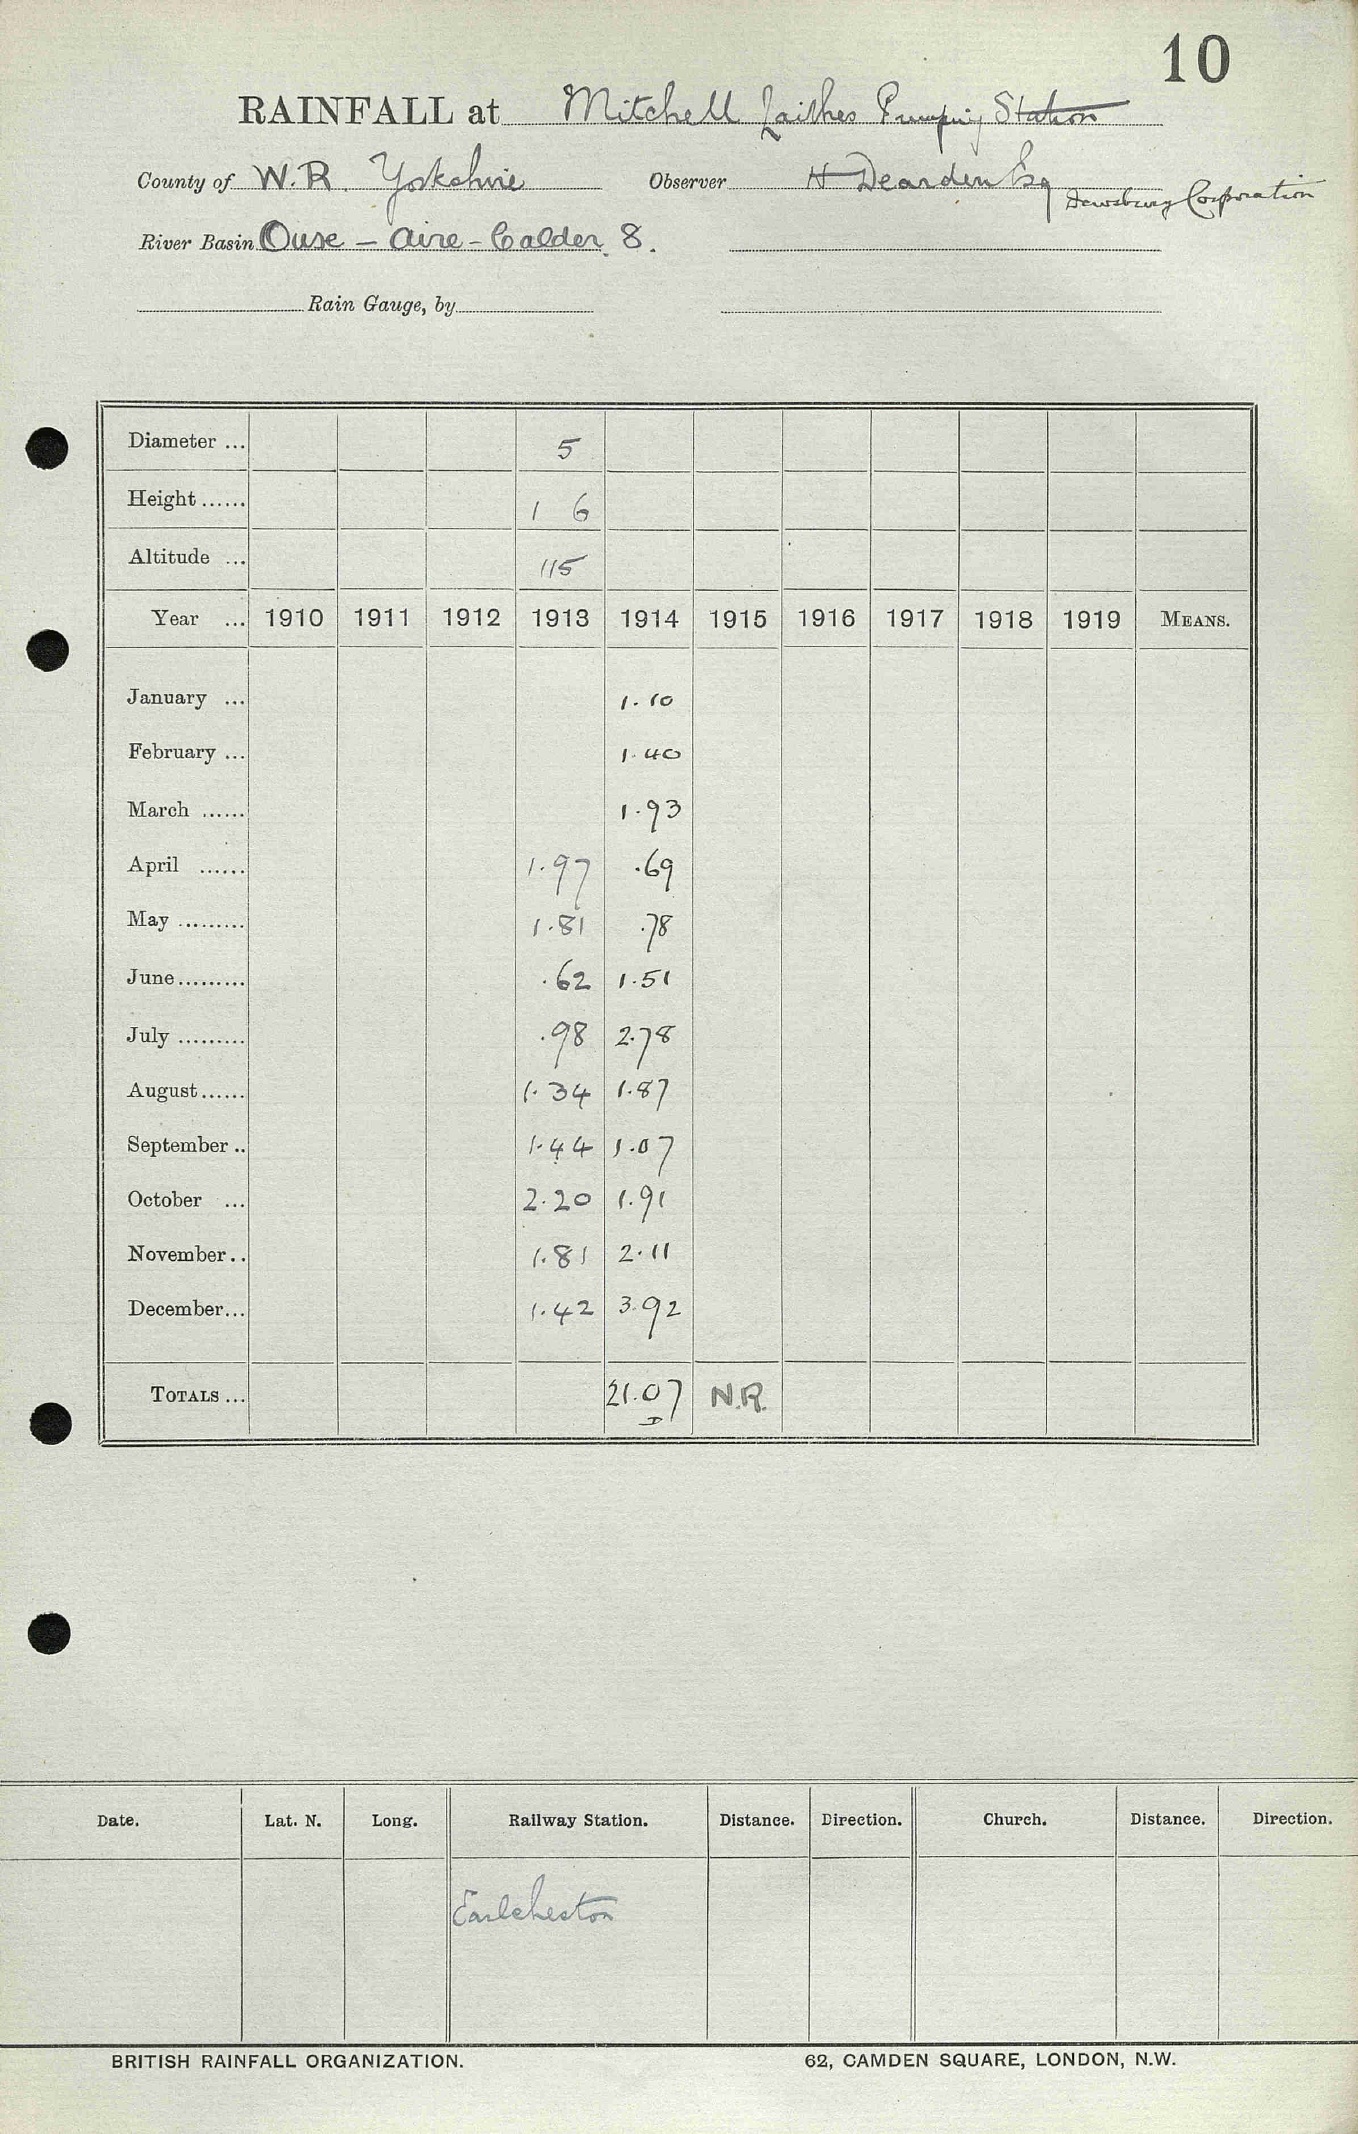 10
RAINFALL at Mitchell Laithes Pumping Station
County of W.R. Yorkshire Observer H Dearden Esq
Dewsbury Corporation
River Basin Ouse - Aire - Calder 8.
Rain Gauge, by
Diameter ... 5
Height ...... 1 6
Altitude ... 115
Year ... 1910 1911 1912 1913 1914 1915 1916 1917 1918 1919 MEANS.
January ... 1.10
February ... 1.40
March ...... 1.93
April ...... 1.97 .69
May ......... 1.81 .78
June ......... .62 1.51
July ......... .98 2.78
August ...... 1.34 1.87
September .. 1.44 1.07
October ... 2.20 1.91
November .. 1.81 2.11
December ... 1.42 3.92
TOTALS ... 21.07 N.R.
D
Date. Lat. N. Long. Railway Station. Distance. Direction. Church. Distance. Direction.
Earlsheaton
BRITISH RAINFALL ORGANIZATION. 62, CAMDEN SQUARE, LONDON, N.W.